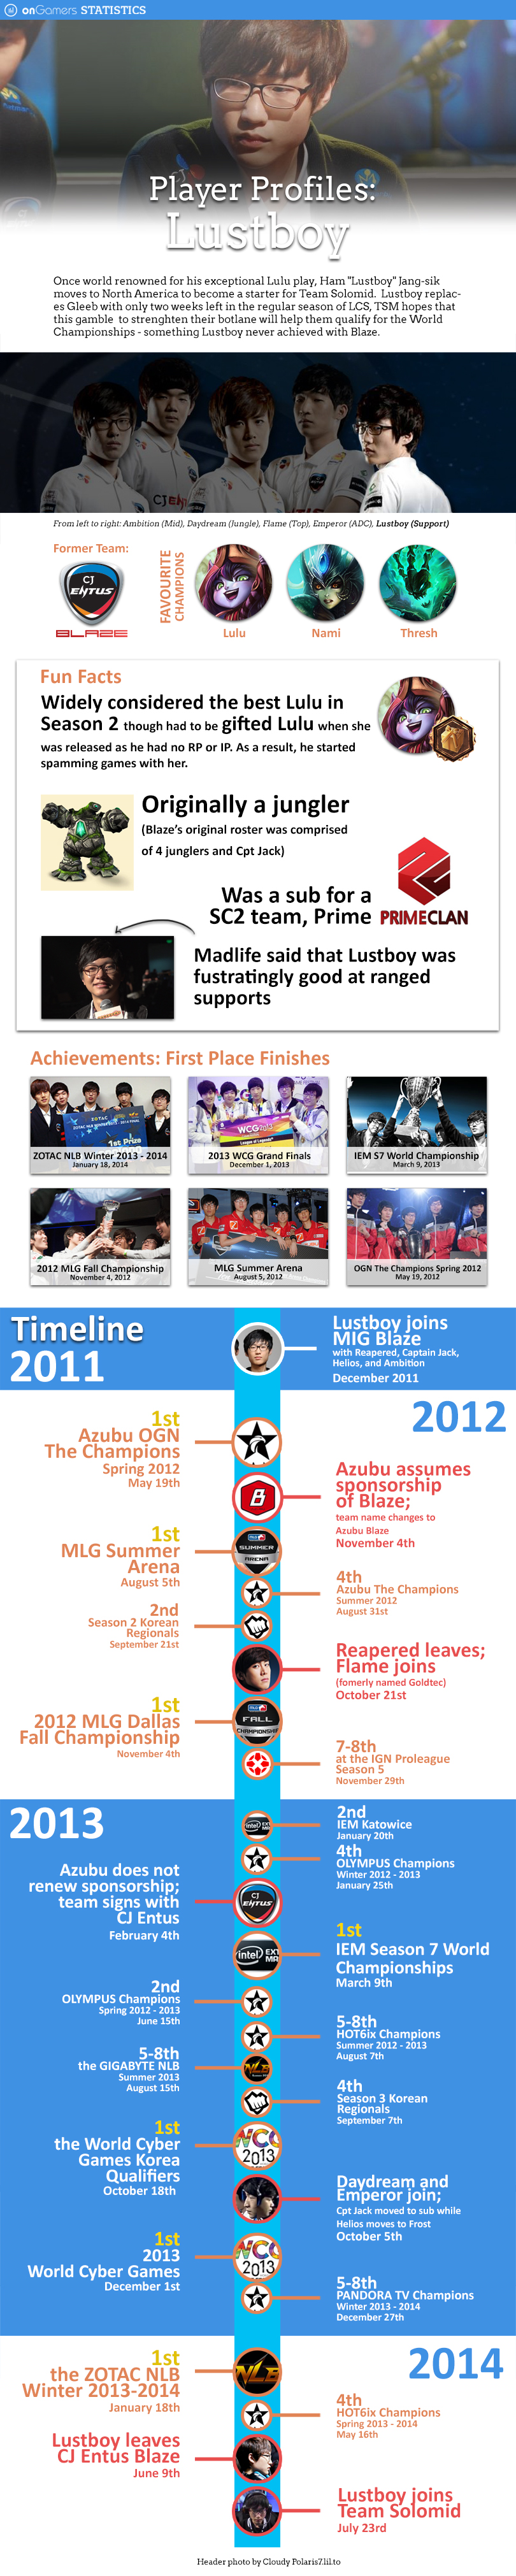 onGamers STATISTICS
Player Profiles:
Lustboy
Once world renowned for his exceptional Lulu play, Ham "Lustboy" Jang-sik
moves to North America to become a starter for Team Solomid. Lustboy replac-
es Gleeb with only two weeks left in the regular season of LCS, TSM hopes that
this gamble to strenghten their botlane will help them qualify for the World
Championships - something Lustboy never achieved with Blaze.
From left to right: Ambition (Mid), Daydream (Jungle), Flame (Top), Emperor (ADC), Lustboy (Support)
Former Team:
CJ
ENTUS
BLAZE
FAVOURITE
CHAMPIONS
Lulu
Nami
Thresh
Fun Facts
Widely considered the best Lulu in
Season 2 though had to be gifted Lulu when she
was released as he had no RP or IP. As a result, he started
spamming games with her.
Originally a jungler
(Blaze's original roster was comprised
of 4 junglers and Cpt Jack)
Was a sub for a
SC2 team, Prime
PRIMECLAN
Madlife said that Lustboy was
fustratingly good at ranged
supports
Achievements: First Place Finishes
ZOTAC NLB Winter 2013 - 2014
January 18, 2014
2013 WCG Grand Finals
December 1, 2013
IEM S7 World Championship
March 9, 2013
2012 MLG Fall Championship
November 4, 2012
MLG Summer Arena
August 5, 2012
OGN The Champions Spring 2012
May 19, 2012
Timeline
2011
Lustboy joins
MIG Blaze
with Reapered, Captain Jack,
Helios, and Ambition
December 2011
2012
1st
Azubu OGN
The Champions
Spring 2012
May 19th
Azubu assumes
sponsorship
of Blaze;
team name changes to
Azubu Blaze
November 4th
1st
MLG Summer
Arena
August 5th
SUMMER
ARENA
4th
Azubu The Champions
Summer 2012
August 31st
2nd
Season 2 Korean
Regionals
September 21st
Reapered leaves;
Flame joins
(fomerly named Goldtec)
October 21st
1st
2012 MLG Dallas
Fall Championship
November 4th
FALL
CHAMPIONSHIP
7-8th
at the IGN Proleague
Season 5
November 29th
2013
2nd
IEM Katowice
January 20th
4th
OLYMPUS Champions
Winter 2012 - 2013
January 25th
Azubu does not
renew sponsorship;
team signs with
CJ Entus
February 4th
CJ
ENTUS
1st
IEM Season 7 World
Championships
March 9th
2nd
OLYMPUS Champions
Spring 2012 - 2013
June 15th
5-8th
HOT6ix Champions
Summer 2012 - 2013
August 7th
5-8th
the GIGABYTE NLB
Summer 2013
August 15th
4th
Season 3 Korean
Regionals
September 7th
1st
the World Cyber
Games Korea
Qualifiers
October 18th
2013
Daydream and
Emperor join;
Cpt Jack moved to sub while
Helios moves to Frost
October 5th
1st
2013
World Cyber Games
December 1st
2013
5-8th
PANDORA TV Champions
Winter 2013 - 2014
December 27th
2014
1st
the ZOTAC NLB
Winter 2013-2014
January 18th
NLB
4th
HOT6ix Champions
Spring 2013 - 2014
May 16th
Lustboy leaves
CJ Entus Blaze
June 9th
Lustboy joins
Team Solomid
July 23rd
Header photo by Cloudy Polaris7.lil.to